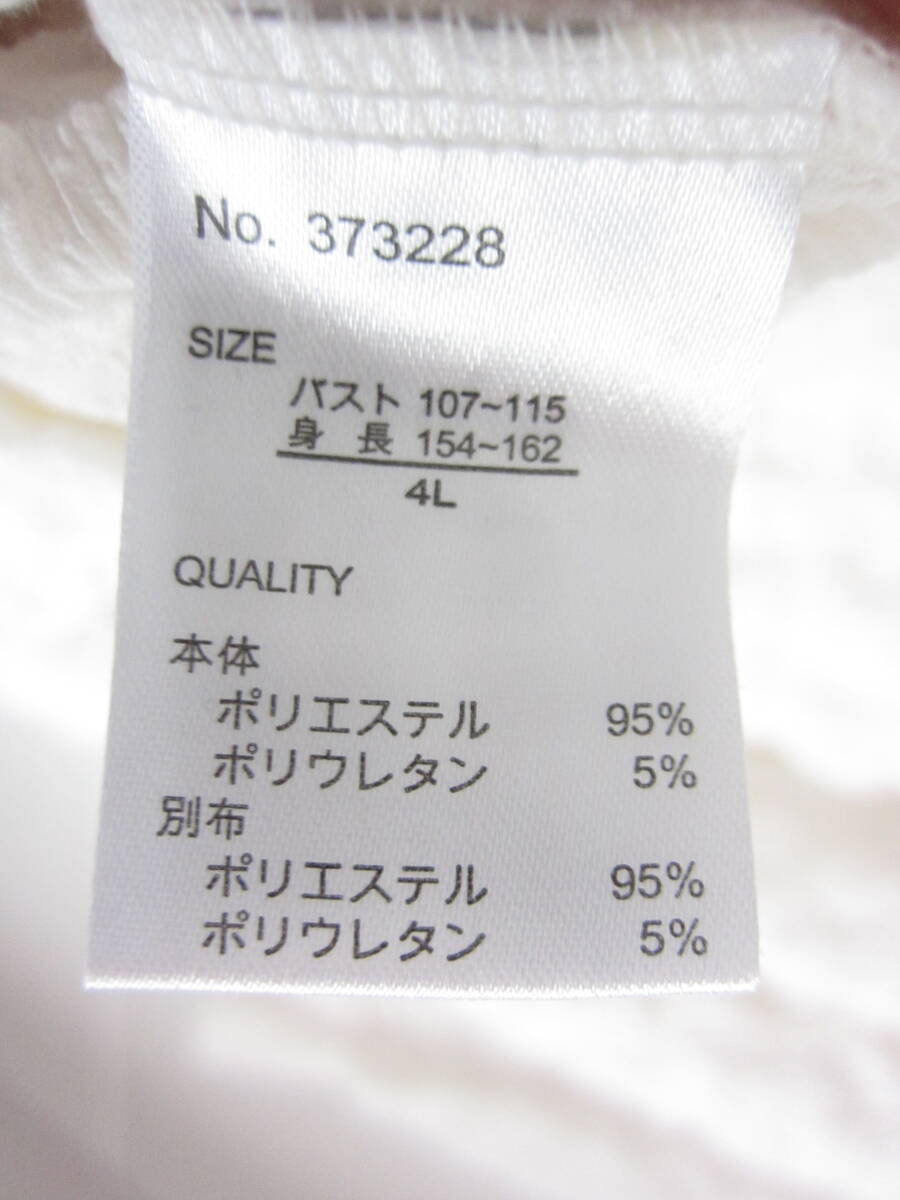 No. 373228
SIZE
バスト 107~115
身 長 154~162
4L
QUALITY
本体
ポリエステル 95%
ポリウレタン 5%
別布
ポリエステル 95%
ポリウレタン 5%